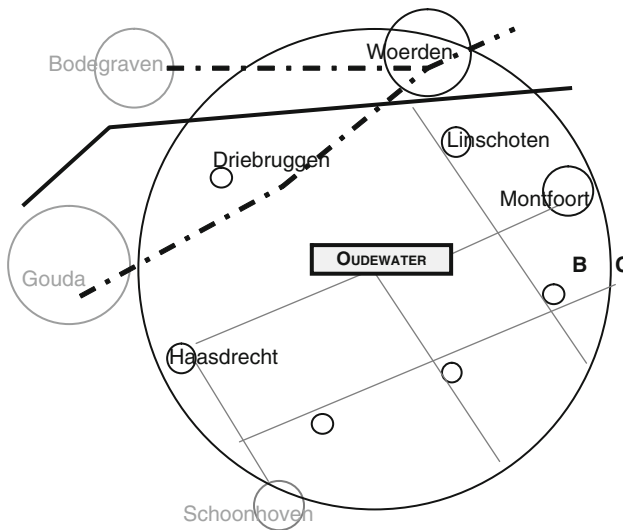 Woerden
Bodegraven
Linschoten
Driebruggen
Montfoort
OUDEWATER
B
Gouda
Haasdrecht
Schoonhoven